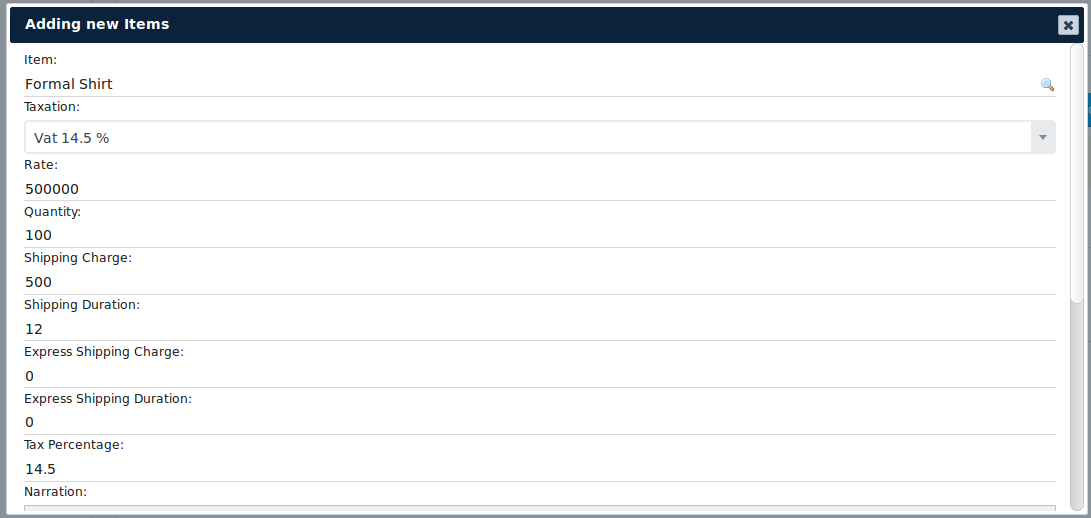 Adding new Items
Item:
Formal Shirt
Taxation:
Vat 14.5 %
Rate:
500000
Quantity:
100
Shipping Charge:
500
Shipping Duration:
12
Express Shipping Charge:
0
Express Shipping Duration:
0
Tax Percentage:
14.5
Narration: